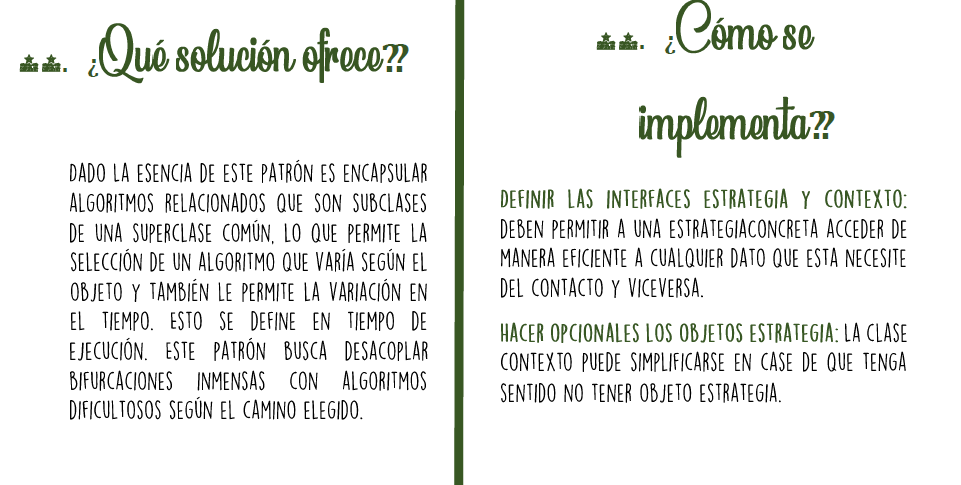 ¿Qué solución ofrece??
DADO LA ESENCIA DE ESTE PATRÓN ES ENCAPSULAR
ALGORITMOS RELACIONADOS QUE SON SUBCLASES
DE UNA SUPERCLASE COMÚN, LO QUE PERMITE LA
SELECCIÓN DE UN ALGORITMO QUE VARÍA SEGÚN EL
OBJETO Y TAMBIÉN LE PERMITE LA VARIACIÓN EN
EL TIEMPO. ESTO SE DEFINE EN TIEMPO DE
EJECUCIÓN. ESTE PATRÓN BUSCA DESACOPLAR
BIFURCACIONES INMENSAS CON ALGORITMOS
DIFICULTOSOS SEGÚN EL CAMINO ELEGIDO.
¿Cómo se
implementa??
DEFINIR LAS INTERFACES ESTRATEGIA Y CONTEXTO:
DEBEN PERMITIR A UNA ESTRATEGIACONCRETA ACCEDER DE
MANERA EFICIENTE A CUALQUIER DATO QUE ESTA NECESITE
DEL CONTACTO Y VICEVERSA.
HACER OPCIONALES LOS OBJETOS ESTRATEGIA: LA CLASE
CONTEXTO PUEDE SIMPLIFICARSE EN CASE DE QUE TENGA
SENTIDO NO TENER OBJETO ESTRATEGIA.